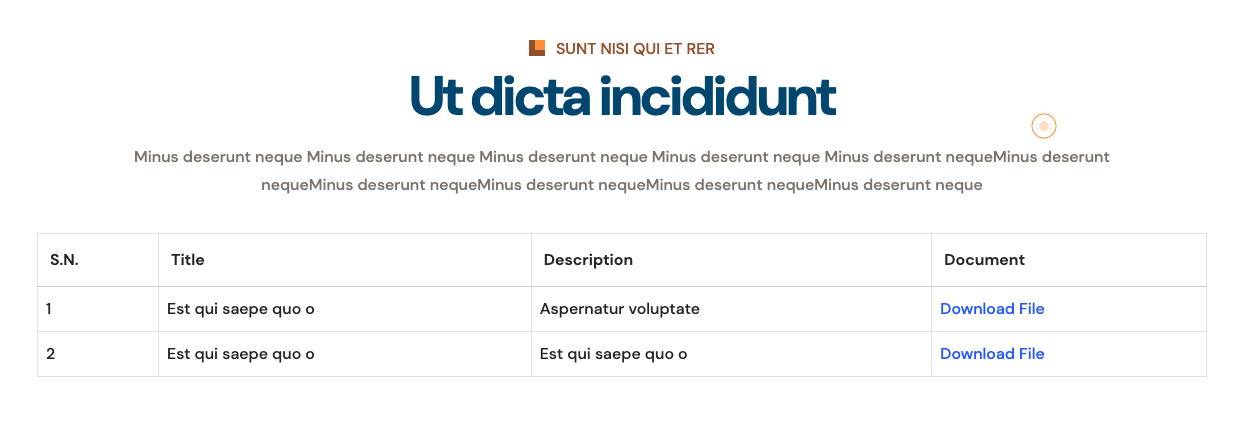 SUNT NISI QUI ET RER
Ut dicta incididunt
Minus deserunt neque Minus deserunt neque Minus deserunt neque Minus deserunt neque Minus deserunt nequeMinus deserunt
nequeMinus deserunt nequeMinus deserunt nequeMinus deserunt nequeMinus deserunt neque
S.N. Title Description Document
1 Est qui saepe quo o Aspernatur voluptate Download File
2 Est qui saepe quo o Est qui saepe quo o Download File